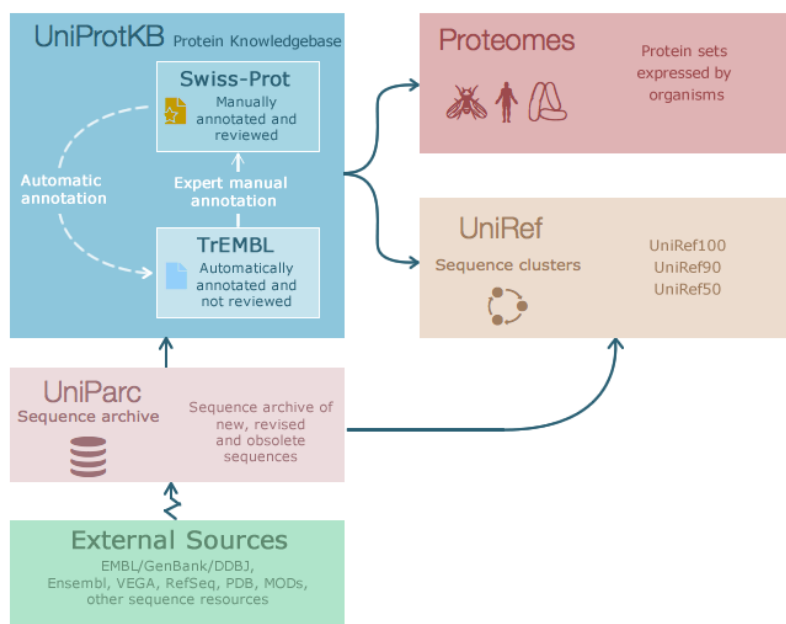 UniProtKB Protein Knowledgebase
Swiss-Prot
Manually
annotated and
reviewed
Automatic
annotation
Expert manual
annotation
TrEMBL
Automatically
annotated and
not reviewed
Proteomes
Protein sets
expressed by
organisms
UniRef
Sequence clusters
UniRef100
UniRef90
UniRef50
UniParc
Sequence archive
Sequence archive of
new, revised
and obsolete
sequences
External Sources
EMBL/GenBank/DDBJ,
Ensembl, VEGA, RefSeq, PDB, MODs,
other sequence resources